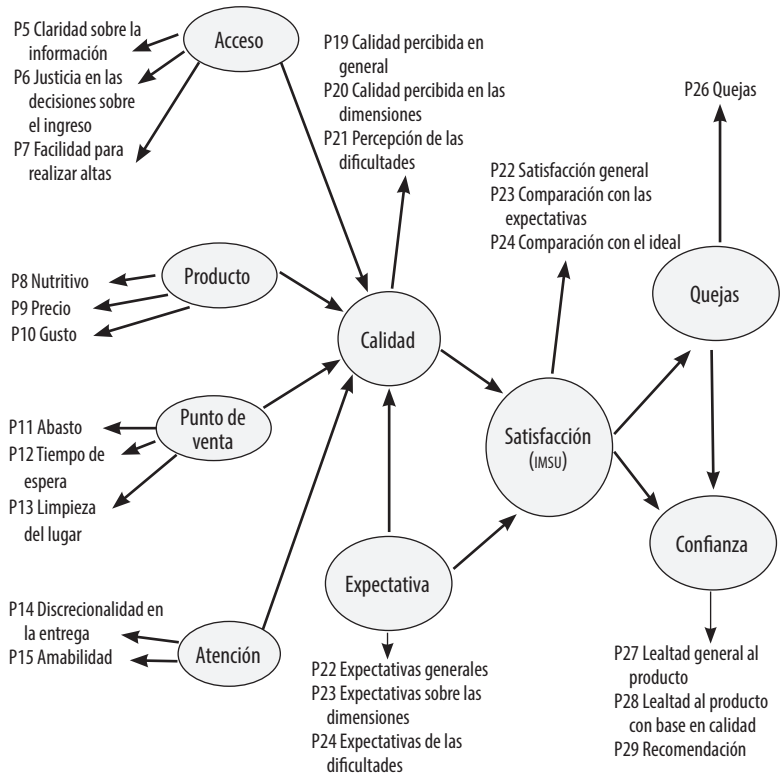 P5 Claridad sobre la
información
P6 Justicia en las
decisiones sobre
el ingreso
P7 Facilidad para
realizar altas
Acceso
P19 Calidad percibida en
general
P20 Calidad percibida en las
dimensiones
P21 Percepción de las
dificultades
P26 Quejas
P22 Satisfacción general
P23 Comparación con las
expectativas
P24 Comparación con el ideal
P8 Nutritivo
P9 Precio
P10 Gusto
Producto
Calidad
Quejas
P11 Abasto
P12 Tiempo de
espera
P13 Limpieza
del lugar
Punto de
venta
Satisfacción
(IMSU)
Expectativa
Confianza
P14 Discrecionalidad en
la entrega
P15 Amabilidad
Atención
P22 Expectativas generales
P23 Expectativas sobre las
dimensiones
P24 Expectativas de las
dificultades
P27 Lealtad general al
producto
P28 Lealtad al producto
con base en calidad
P29 Recomendación